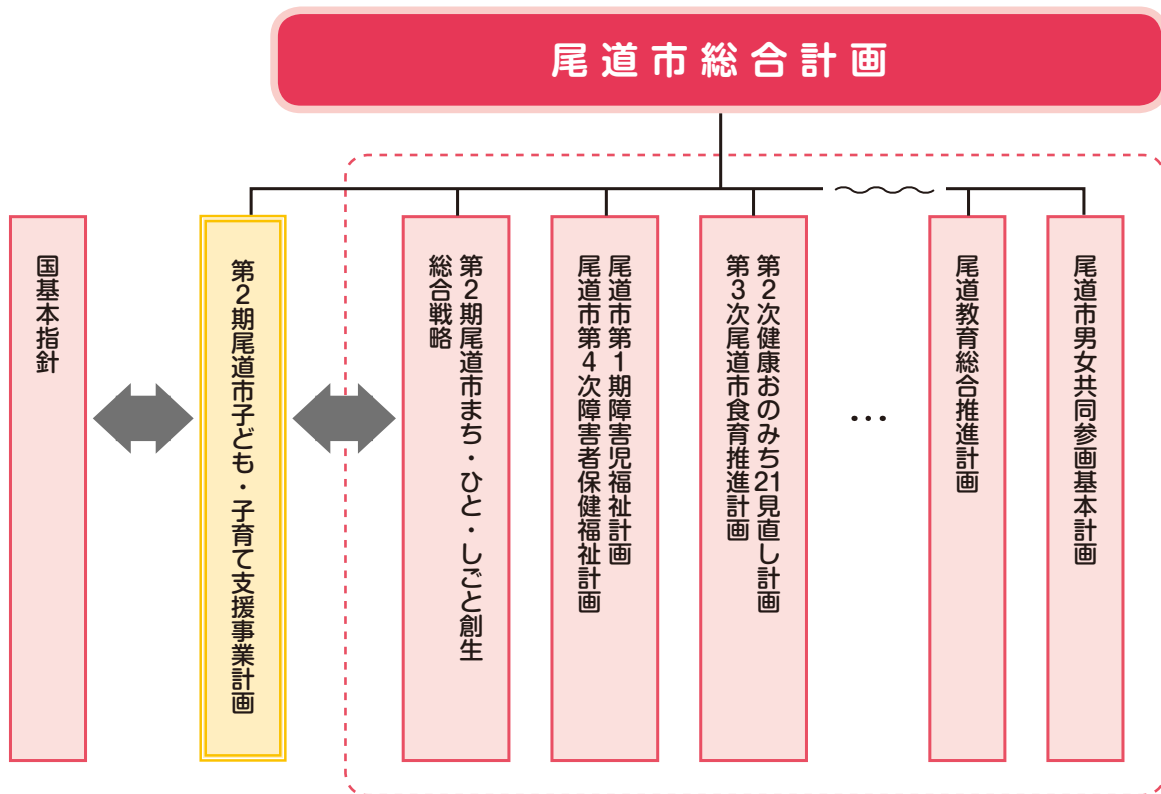 尾道市総合計画
国基本指針
第2期尾道市子ども・子育て支援事業計画
第2期尾道市まち・ひと・しごと創生
総合戦略
尾道市第1期障害児福祉計画
尾道市第4次障害者保健福祉計画
第2次健康おのみち21見直し計画
第3次尾道市食育推進計画
…
尾道教育総合推進計画
尾道市男女共同参画基本計画